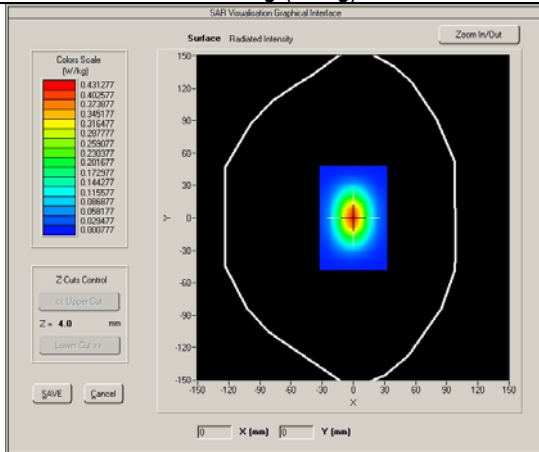 SAR Visualisation Graphical Interface
Surface Radiated Intensity
Zoom In/Out
Colors Scale
(W/kg)
0.431277
0.402577
0.373877
0.345177
0.316477
0.287777
0.259077
0.230377
0.201677
0.172977
0.144277
0.115577
0.086877
0.058177
0.029477
0.000777
150-
120-
90-
60-
30-
Y 0-
-30-
-60-
-90-
-120-
-150-
-150 -120 -90 -60 -30 0 30 60 90 120 150
X
Z Cuts Control
<< Upper Cut
Z = 4.0 mm
Lower Cut >>
SAVE Cancel
0 X (mm) 0 Y (mm)